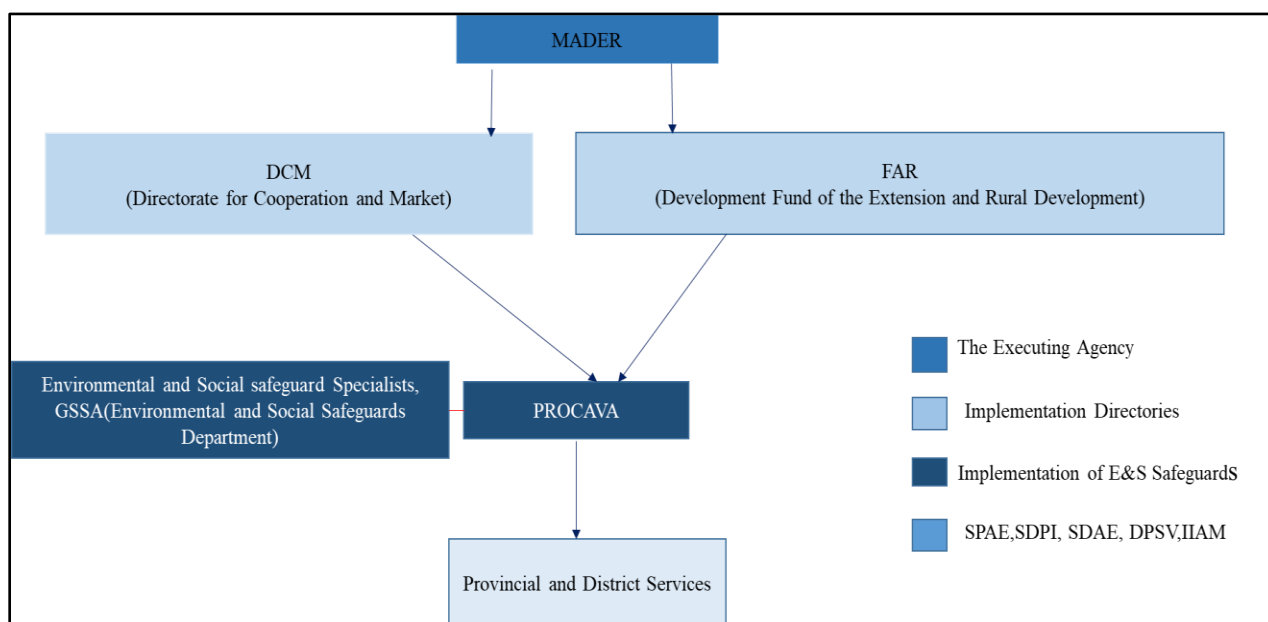 MADER
DCM
(Directorate for Cooperation and Market)
FAR
(Development Fund of the Extension and Rural Development)
Environmental and Social safeguard Specialists,
GSSA(Environmental and Social Safeguards
Department)
PROCAVA
Provincial and District Services
The Executing Agency
Implementation Directories
Implementation of E&S Safeguards
SPAE,SDPI, SDAE, DPSV,IIAM